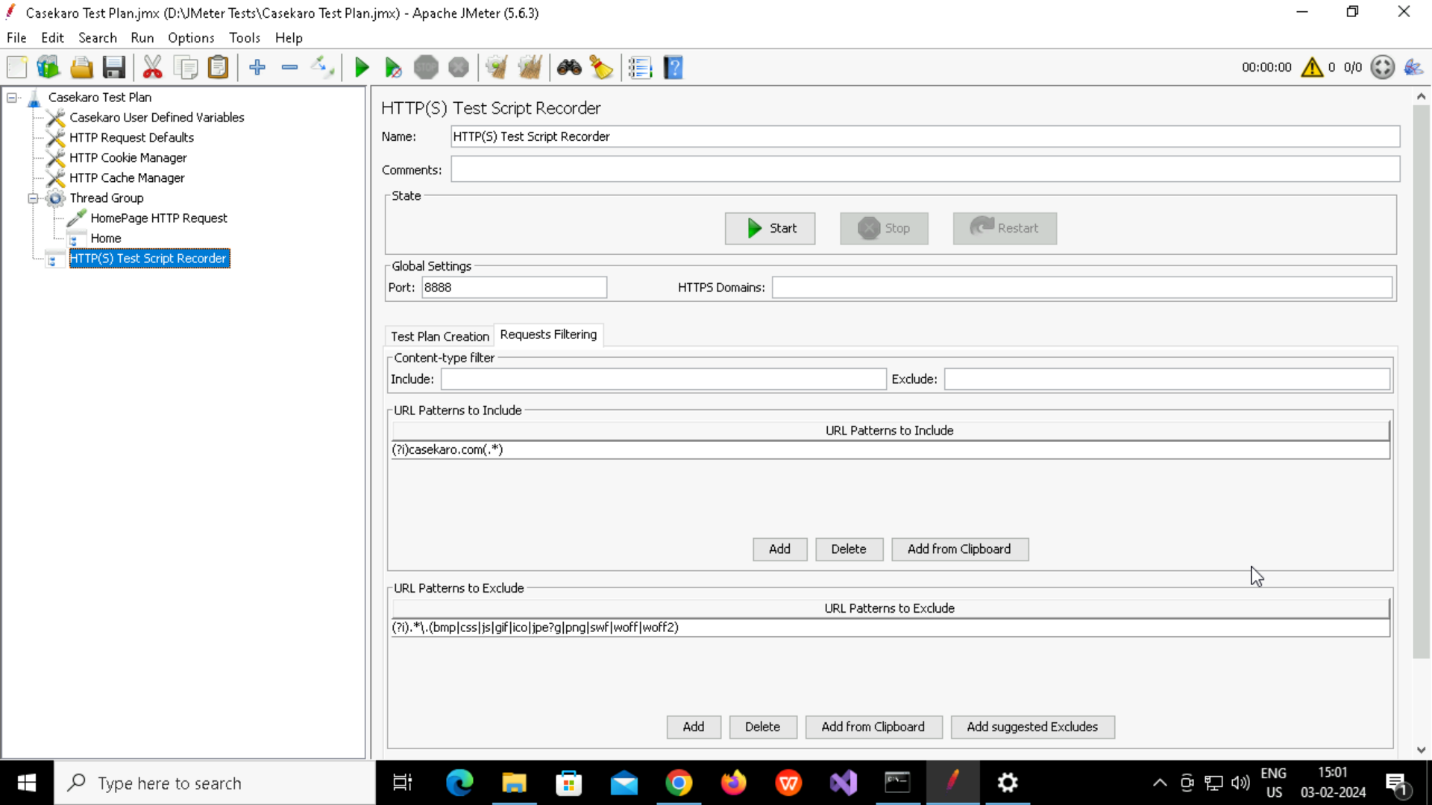 Casekaro Test Plan.jmx (D:\JMeter Tests\Casekaro Test Plan.jmx) - Apache JMeter (5.6.3)
File Edit Search Run Options Tools Help
STOP
00:00:00 0 0/0
Casekaro Test Plan
Casekaro User Defined Variables
HTTP Request Defaults
HTTP Cookie Manager
HTTP Cache Manager
Thread Group
HomePage HTTP Request
Home
HTTP(S) Test Script Recorder
HTTP(S) Test Script Recorder
Name: HTTP(S) Test Script Recorder
Comments:
State
Start Stop Restart
Global Settings
Port: 8888 HTTPS Domains:
Test Plan Creation Requests Filtering
Content-type filter
Include: Exclude:
URL Patterns to Include
URL Patterns to Include
(?i)casekaro.com(.*)
Add Delete Add from Clipboard
URL Patterns to Exclude
URL Patterns to Exclude
(?i).*\.(bmp|css|js|gif|ico|jpe?g|png|swf|woff|woff2)
Add Delete Add from Clipboard Add suggested Excludes
Type here to search
ENG
US
15:01
03-02-2024
1